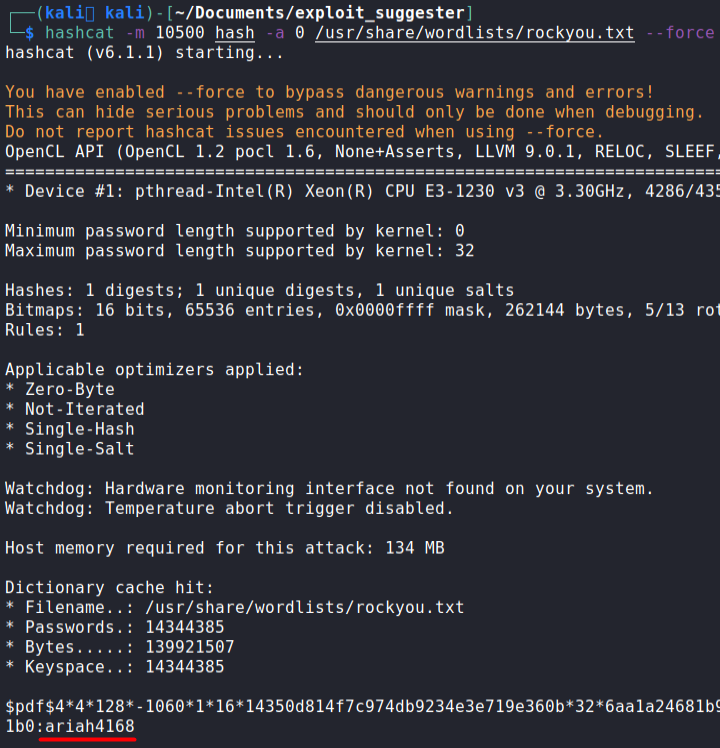 ┌──(kali㉿kali)-[~/Documents/exploit_suggester]
└─$ hashcat -m 10500 hash -a 0 /usr/share/wordlists/rockyou.txt --force
hashcat (v6.1.1) starting...
You have enabled --force to bypass dangerous warnings and errors!
This can hide serious problems and should only be done when debugging.
Do not report hashcat issues encountered when using --force.
OpenCL API (OpenCL 1.2 pocl 1.6, None+Asserts, LLVM 9.0.1, RELOC, SLEEF,
========================================================================
* Device #1: pthread-Intel(R) Xeon(R) CPU E3-1230 v3 @ 3.30GHz, 4286/435
Minimum password length supported by kernel: 0
Maximum password length supported by kernel: 32
Hashes: 1 digests; 1 unique digests, 1 unique salts
Bitmaps: 16 bits, 65536 entries, 0x0000ffff mask, 262144 bytes, 5/13 rot
Rules: 1
Applicable optimizers applied:
* Zero-Byte
* Not-Iterated
* Single-Hash
* Single-Salt
Watchdog: Hardware monitoring interface not found on your system.
Watchdog: Temperature abort trigger disabled.
Host memory required for this attack: 134 MB
Dictionary cache hit:
* Filename..: /usr/share/wordlists/rockyou.txt
* Passwords.: 14344385
* Bytes.....: 139921507
* Keyspace..: 14344385
$pdf$4*4*128*-1060*1*16*14350d814f7c974db9234e3e719e360b*32*6aa1a24681b9
1b0:ariah4168